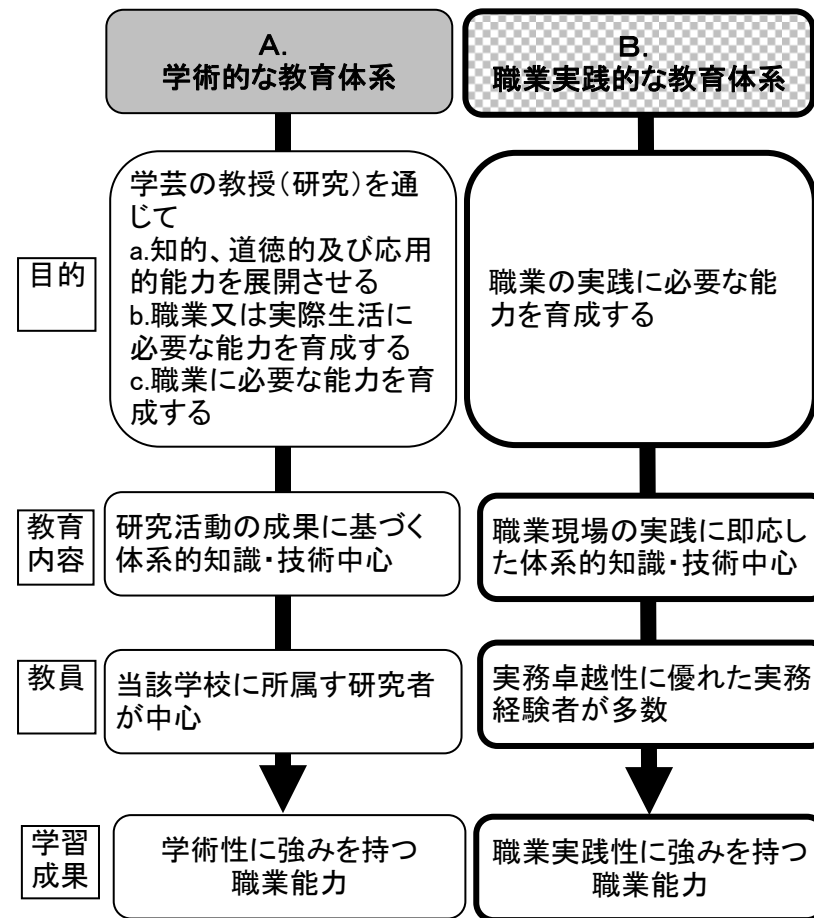 A.
学術的な教育体系
B.
職業実践的な教育体系
目的
学芸の教授(研究)を通
じて
a.知的、道徳的及び応用
的能力を展開させる
b.職業又は実際生活に
必要な能力を育成する
c.職業に必要な能力を育
成する
職業の実践に必要な能
力を育成する
教育
内容
研究活動の成果に基づく
体系的知識・技術中心
職業現場の実践に即応し
た体系的知識・技術中心
教員
当該学校に所属す研究者
が中心
実務卓越性に優れた実務
経験者が多数
学習
成果
学術性に強みを持つ
職業能力
職業実践性に強みを持つ
職業能力